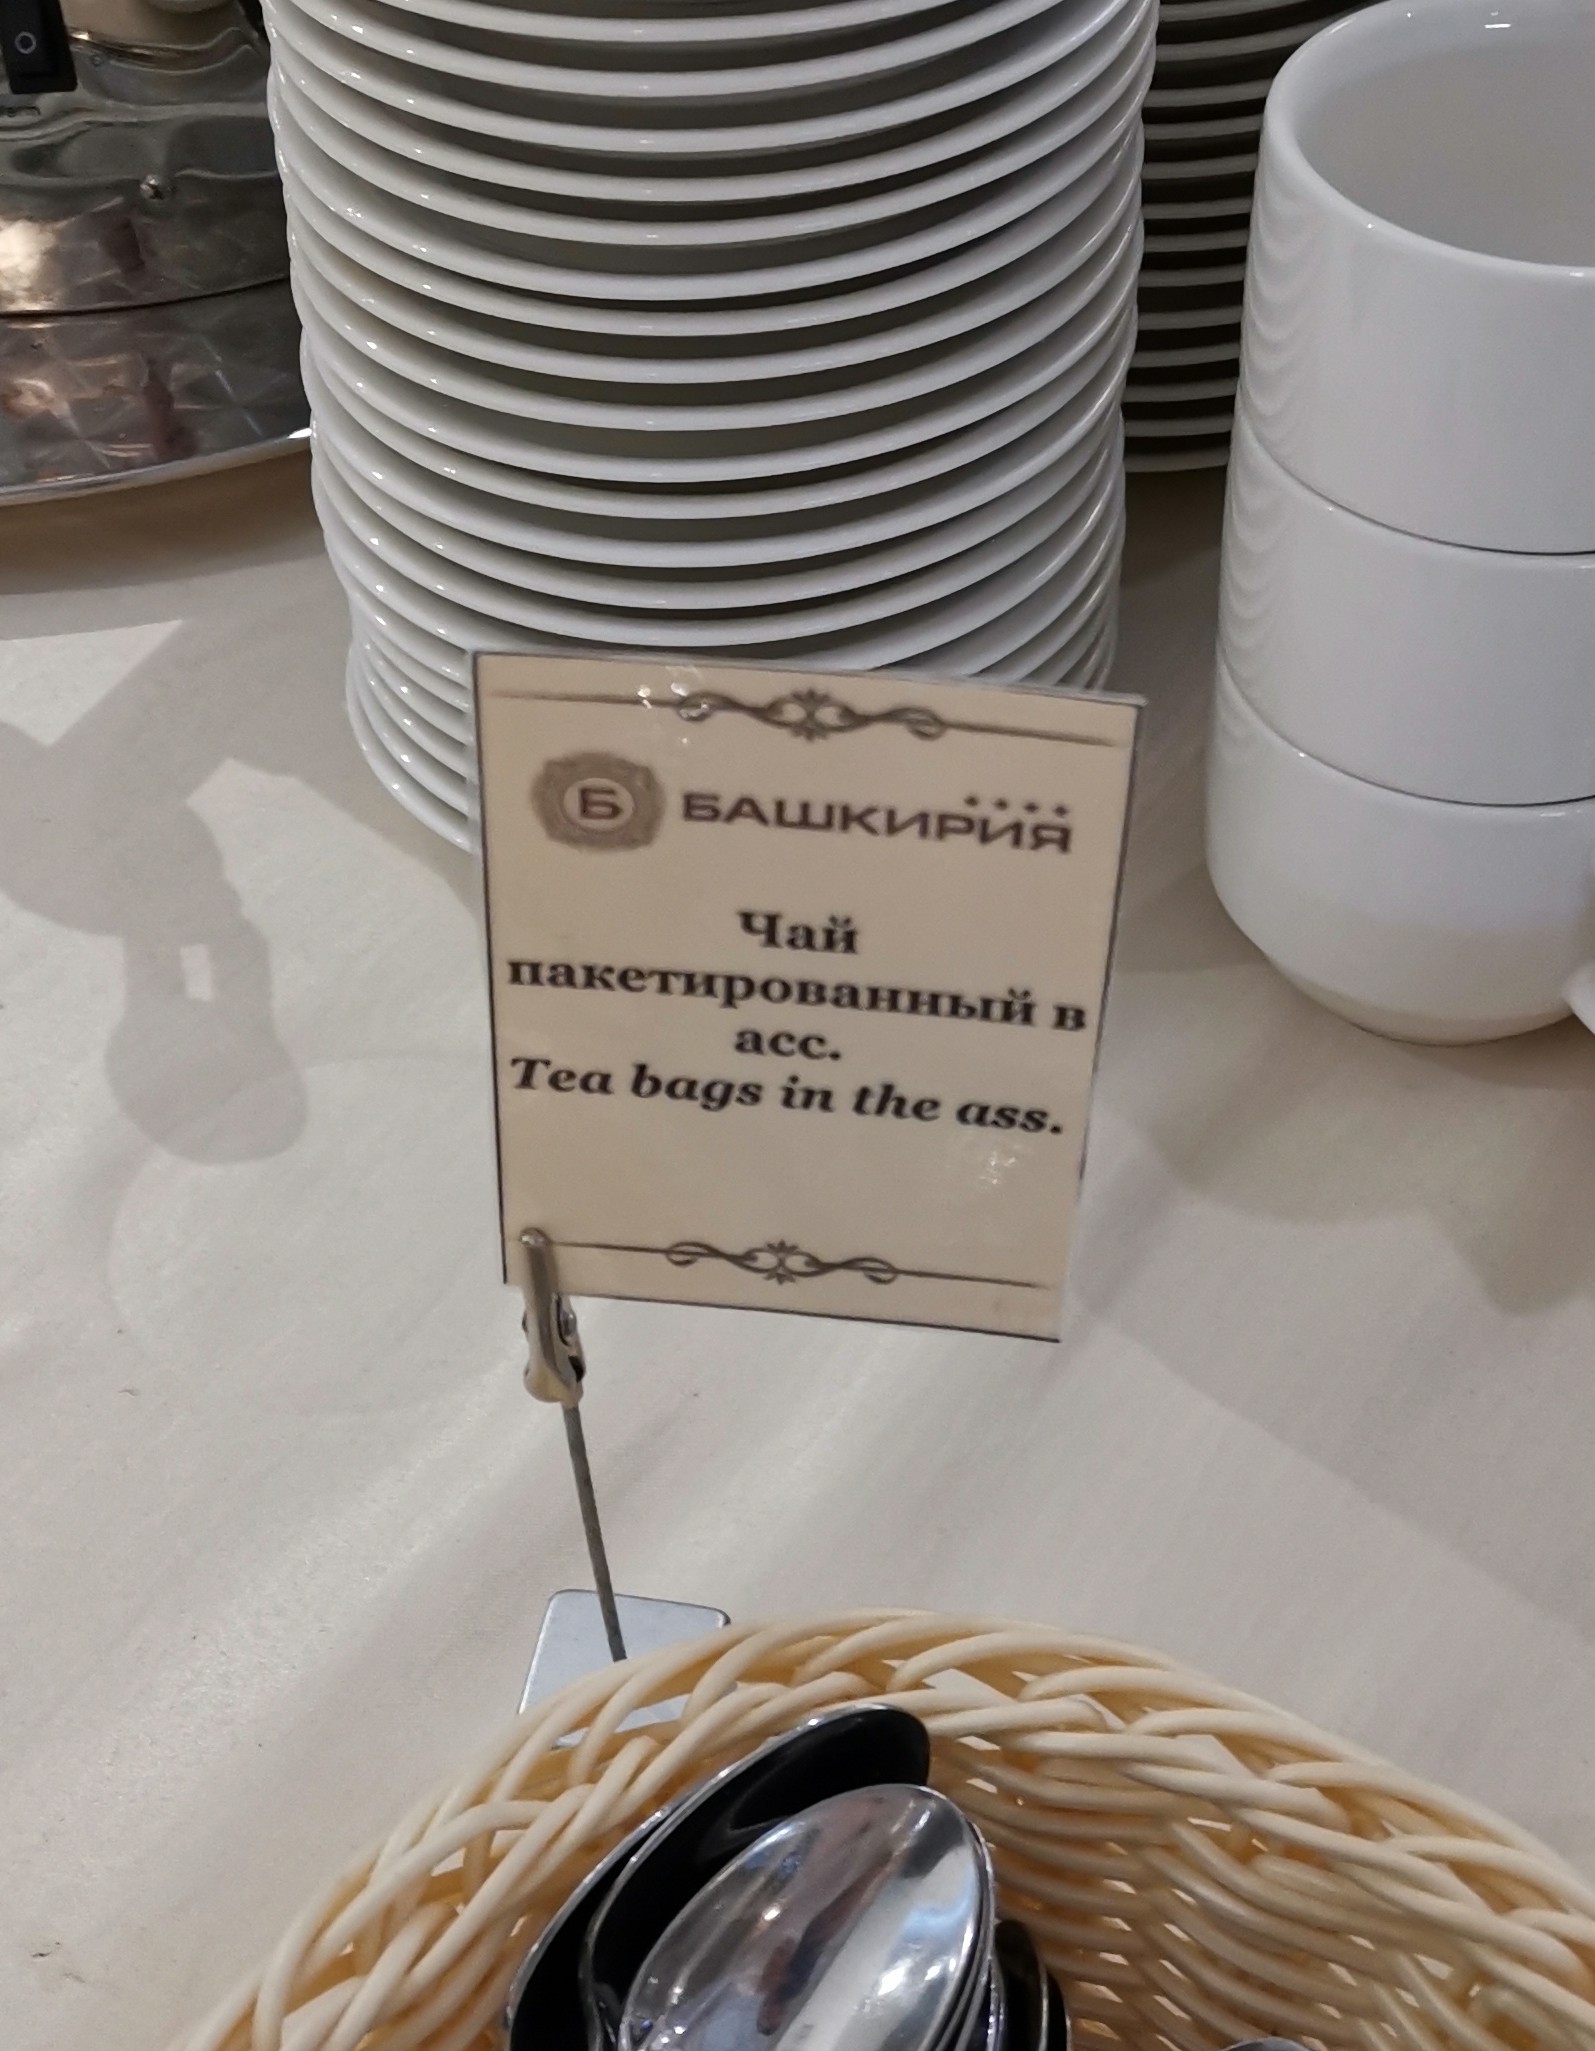 Б БАШКИРИЯ
Чай
пакетированный в
асс.
Tea bags in the ass.